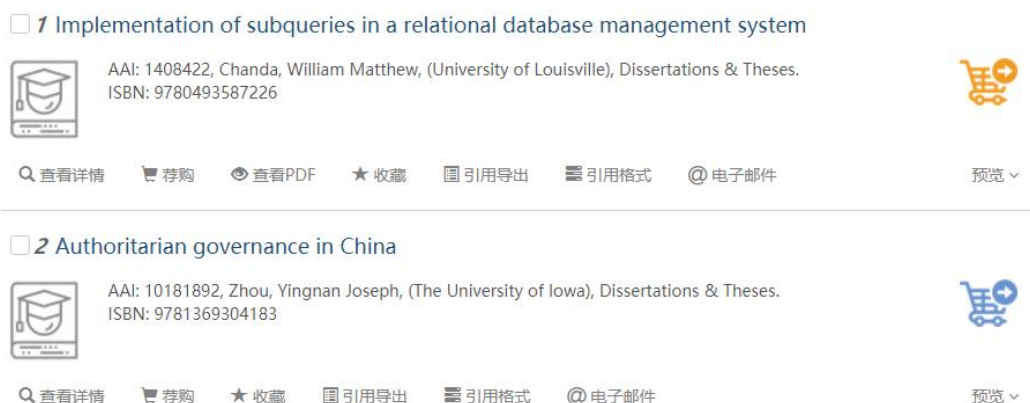 1 Implementation of subqueries in a relational database management system
AAI: 1408422, Chanda, William Matthew, (University of Louisville), Dissertations & Theses.
ISBN: 9780493587226
查看详情 荐购 查看PDF 收藏 引用导出 引用格式 @ 电子邮件 预览
2 Authoritarian governance in China
AAI: 10181892, Zhou, Yingnan Joseph, (The University of Iowa), Dissertations & Theses.
ISBN: 9781369304183
查看详情 荐购 收藏 引用导出 引用格式 @ 电子邮件 预览